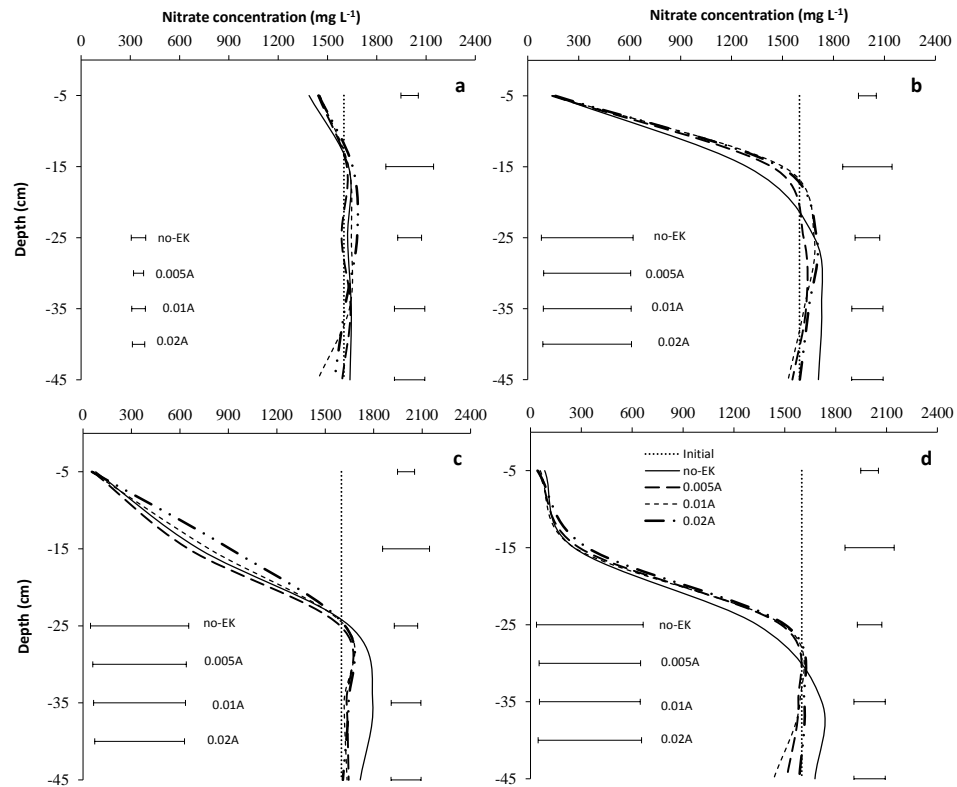 Nitrate concentration (mg L-1)
0 300 600 900 1200 1500 1800 2100 2400
-5
-15
-25
-35
-45
Depth (cm)
a
no-EK
0.005A
0.01A
0.02A
Nitrate concentration (mg L-1)
0 300 600 900 1200 1500 1800 2100 2400
-5
-15
-25
-35
-45
b
no-EK
0.005A
0.01A
0.02A
0 300 600 900 1200 1500 1800 2100 2400
-5
-15
-25
-35
-45
Depth (cm)
c
no-EK
0.005A
0.01A
0.02A
0 300 600 900 1200 1500 1800 2100 2400
-5
-15
-25
-35
-45
d
Initial
no-EK
0.005A
0.01A
0.02A
no-EK
0.005A
0.01A
0.02A